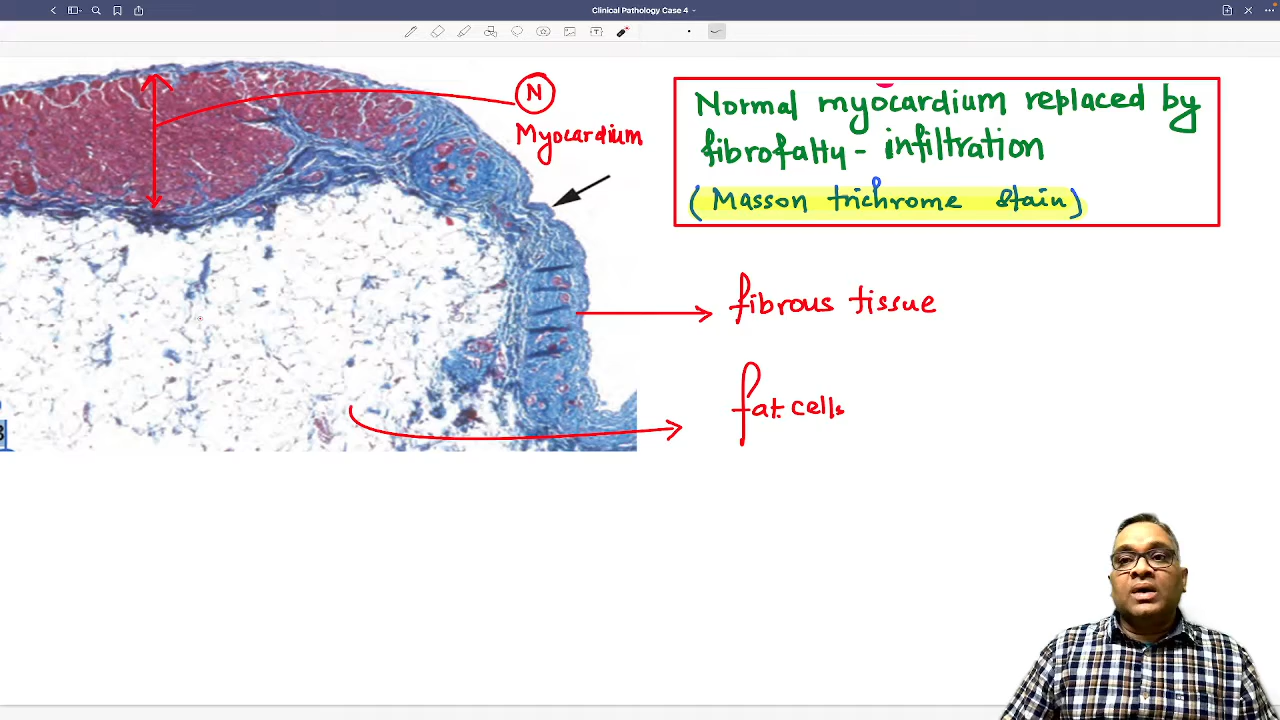 Clinical Pathology Case 4
N
Myocardium
Normal myocardium replaced by
fibrofatty - infiltration
(Masson trichrome stain)
fibrous tissue
fat cells